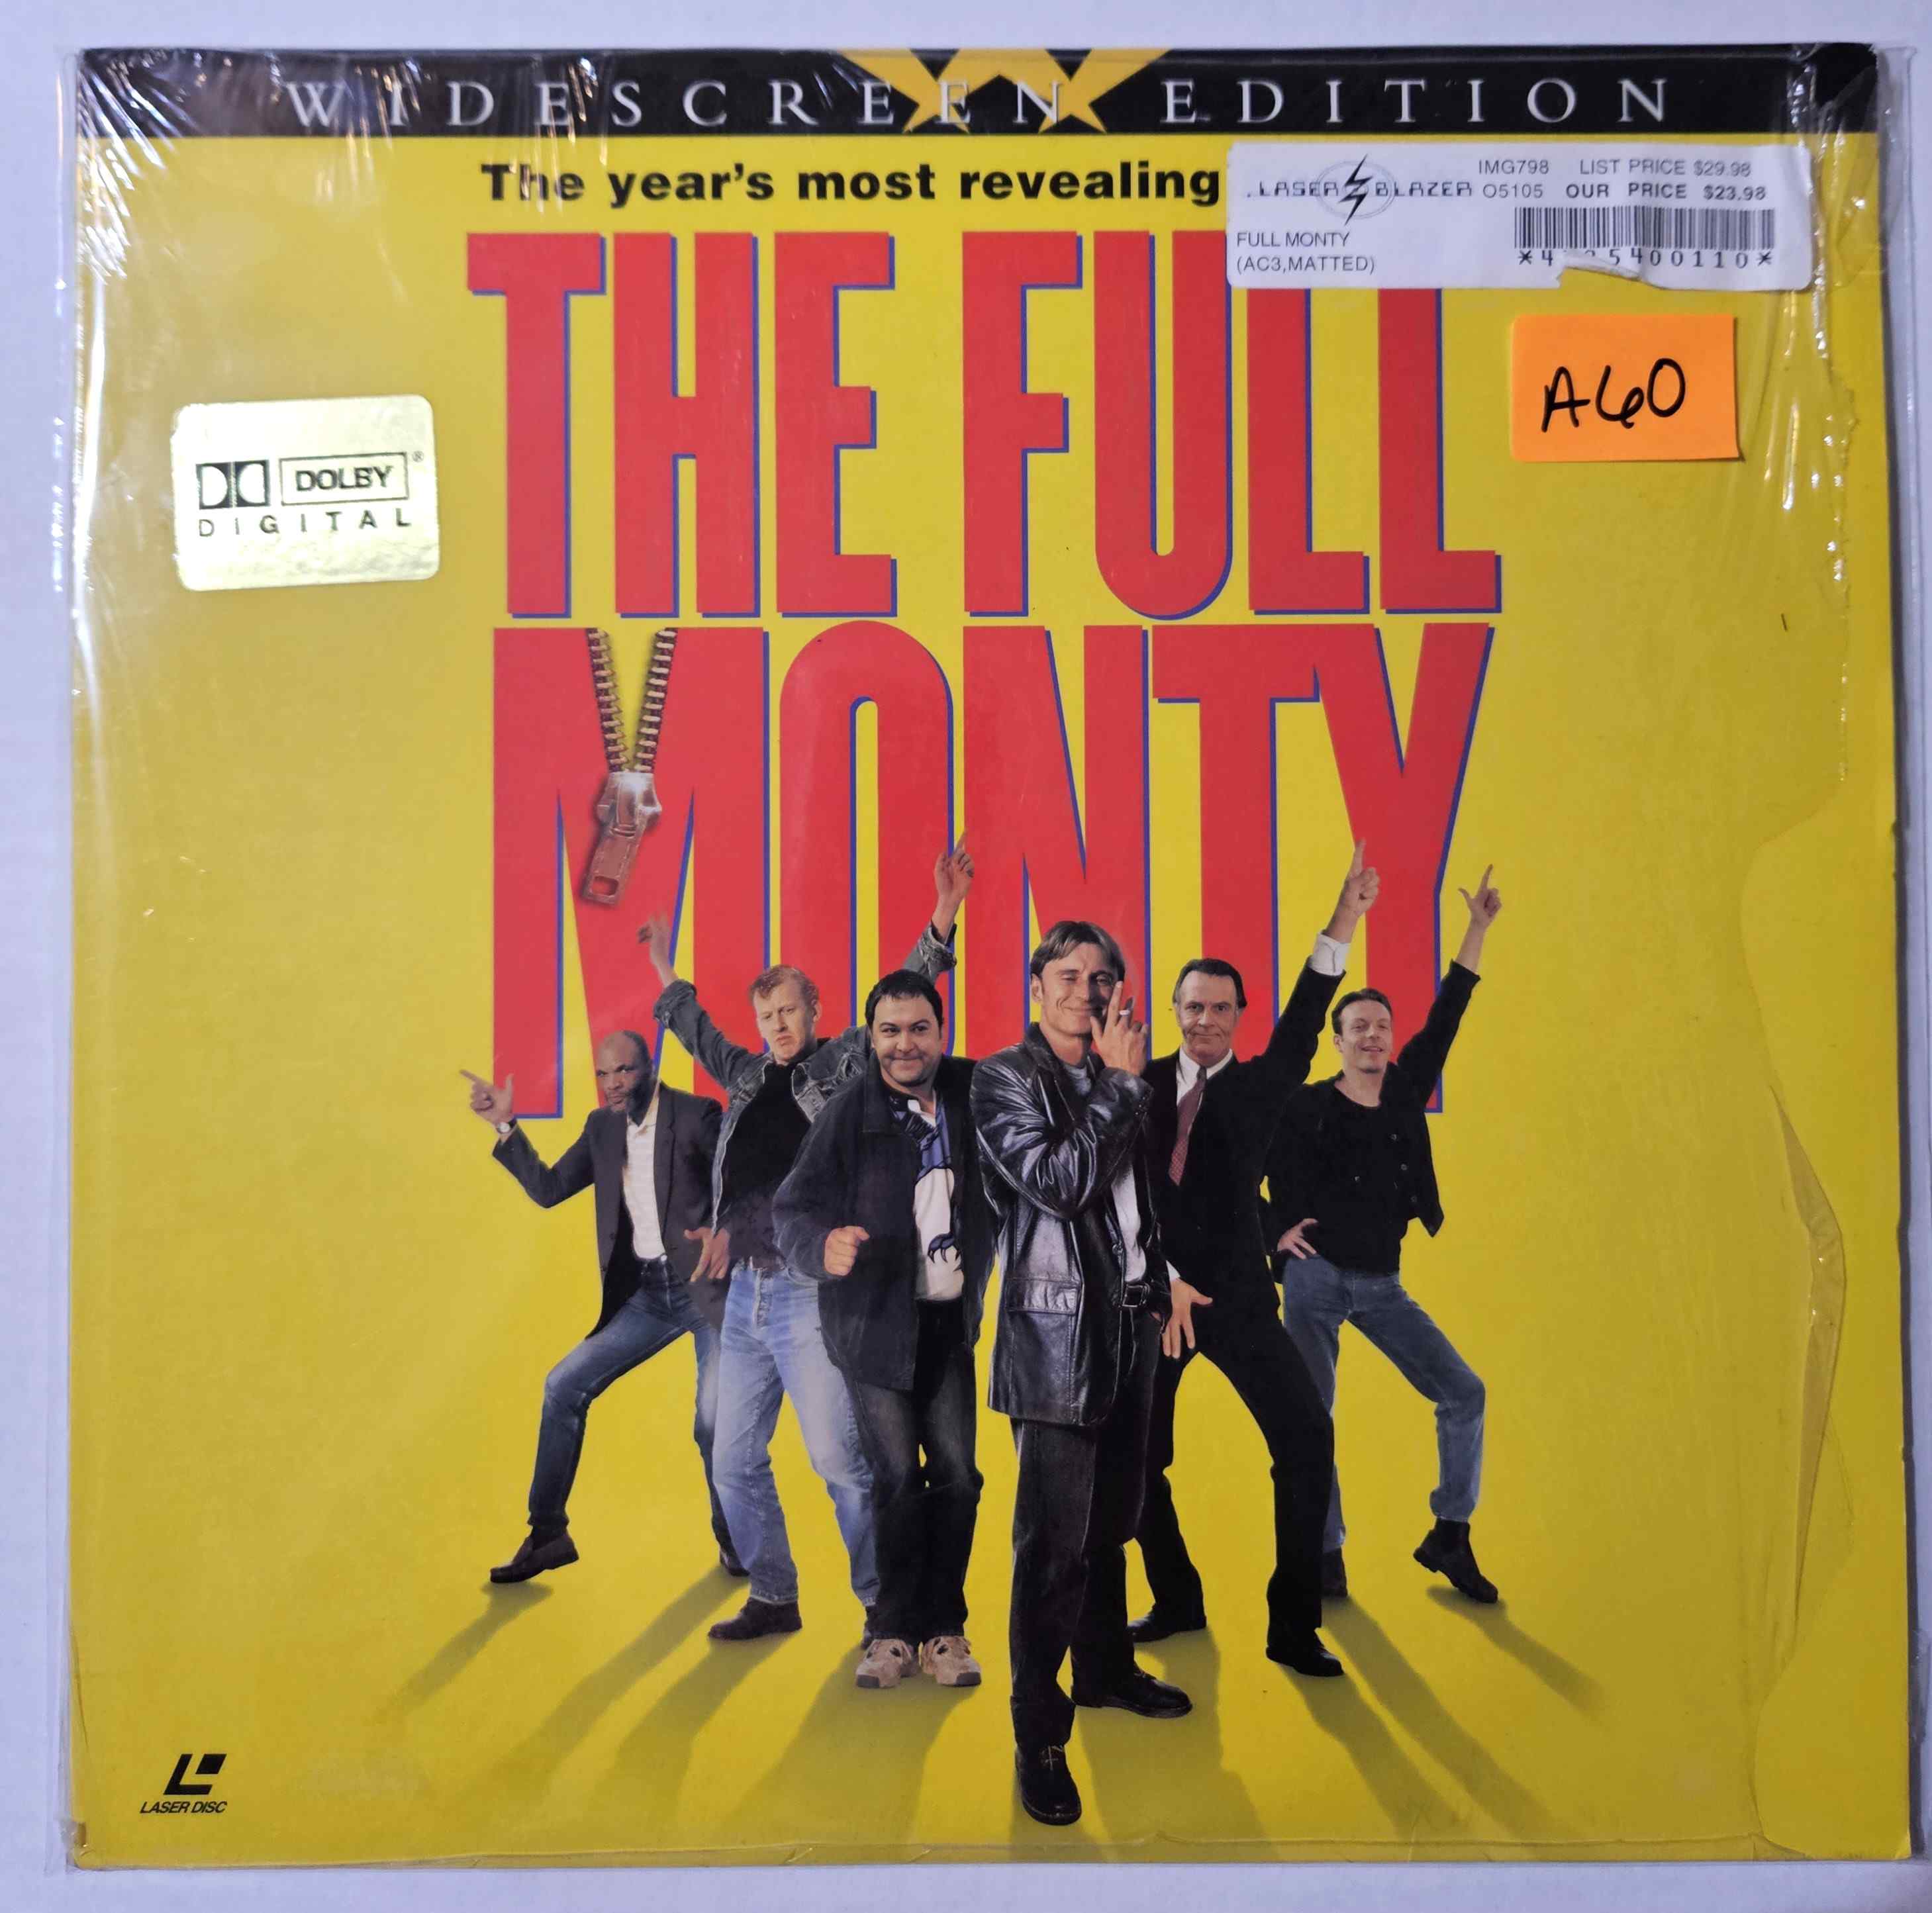 WIDESCREEN EDITION
The year's most revealing
LASER BLAZER
IMG798 LIST PRICE $29.98
O5105 OUR PRICE $23.98
FULL MONTY
(AC3,MATTED)
5400110*
THE FULL
MONTY
A60
DOLBY®
DIGITAL
LASER DISC